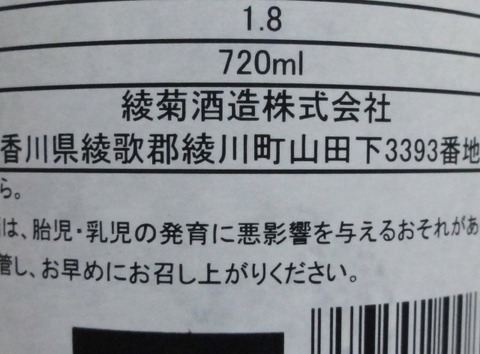 1.8
720ml
綾菊酒造株式会社
香川県綾歌郡綾川町山田下3393番地
ら。
は、胎児・乳児の発育に悪影響を与えるおそれがあ
管し、お早めにお召し上がりください。